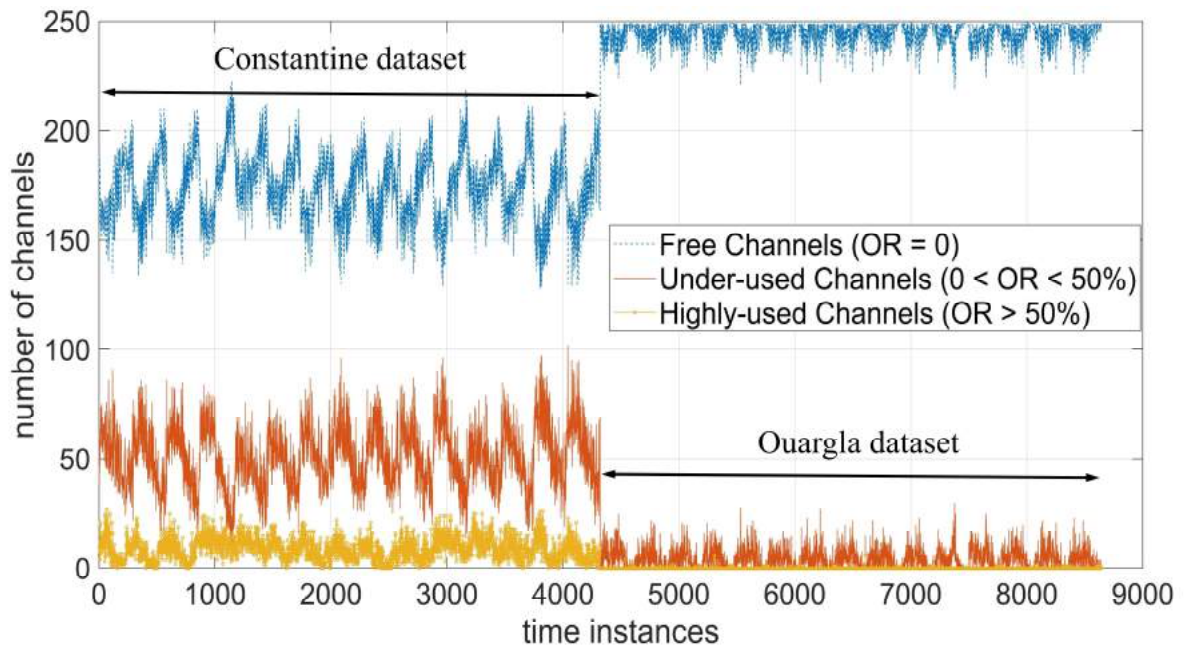 250
200
150
100
50
0
number of channels
Constantine dataset
Free Channels (OR = 0)
Under-used Channels (0 < OR < 50%)
Highly-used Channels (OR > 50%)
Ouargla dataset
0 1000 2000 3000 4000 5000 6000 7000 8000 9000
time instances